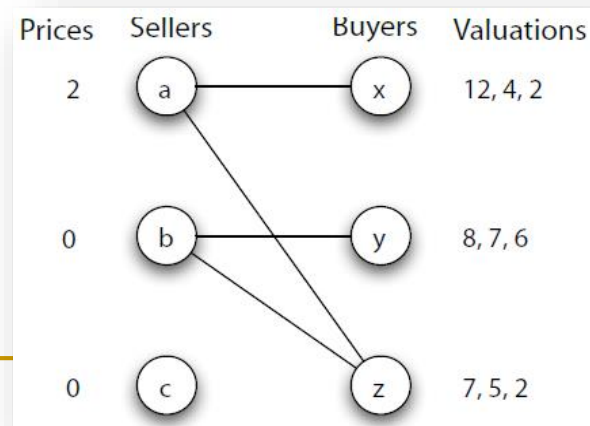 Prices Sellers Buyers Valuations
2 a x 12, 4, 2
0 b y 8, 7, 6
0 c z 7, 5, 2